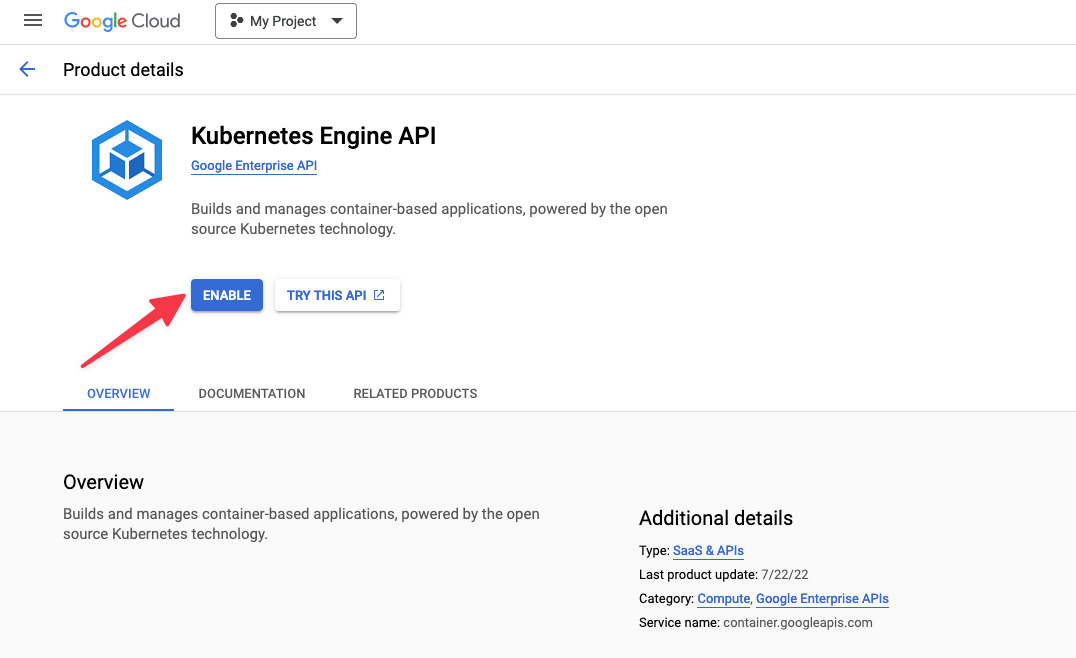 Google Cloud
My Project
Product details
Kubernetes Engine API
Google Enterprise API
Builds and manages container-based applications, powered by the open
source Kubernetes technology.
ENABLE
TRY THIS API
OVERVIEW
DOCUMENTATION
RELATED PRODUCTS
Overview
Builds and manages container-based applications, powered by the open
source Kubernetes technology.
Additional details
Type: SaaS & APIs
Last product update: 7/22/22
Category: Compute, Google Enterprise APIs
Service name: container.googleapis.com